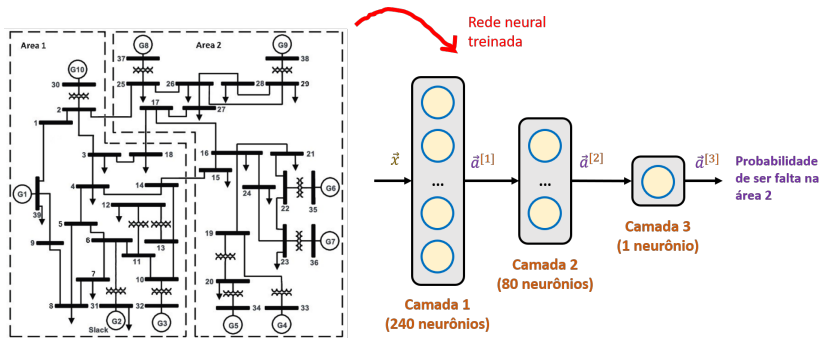 Area 1
Area 2
G8
G9
37
38
G10
30
25
26
28
29
27
2
17
1
3
18
16
21
15
G1
39
4
14
24
22
G6
35
12
5
6
13
19
G7
9
11
23
36
7
10
20
8
31
32
34
33
Slack
G2
G3
G5
G4
Rede neural
treinada
x
a[1]
a[2]
a[3]
...
...
Probabilidade
de ser falta na
área 2
Camada 1
(240 neurônios)
Camada 2
(80 neurônios)
Camada 3
(1 neurônio)